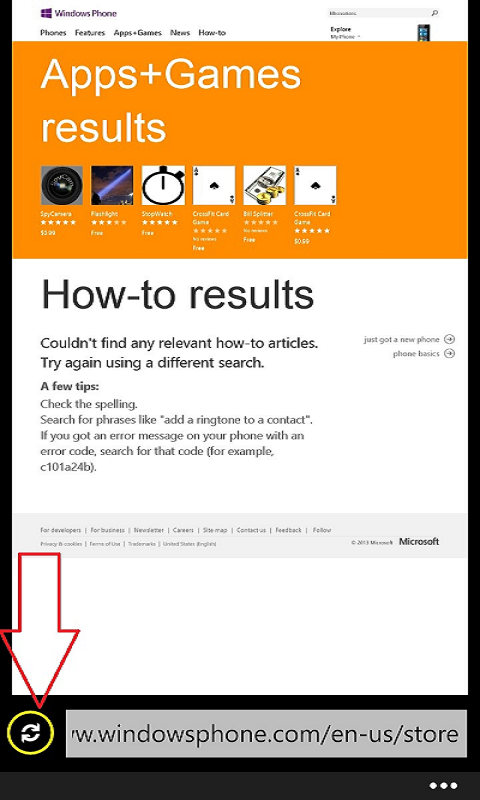 Windows Phone
Phones Features Apps+Games News How-to
Explore
My Phone
Apps+Games
results
SpyCamera
$3.99
Flashlight
Free
StopWatch
Free
CrossFit Card
Game
No reviews
Free
Bill Splitter
No reviews
Free
CrossFit Card
Game
$0.99
How-to results
Couldn't find any relevant how-to articles.
Try again using a different search.
just got a new phone
phone basics
A few tips:
Check the spelling.
Search for phrases like "add a ringtone to a contact".
If you got an error message on your phone with an
error code, search for that code (for example,
c101a24b).
For developers | For business | Newsletter | Careers | Site map | Contact us | Feedback | Follow
Privacy & cookies | Terms of Use | Trademarks | United States (English)
© 2013 Microsoft Microsoft
w.windowsphone.com/en-us/store